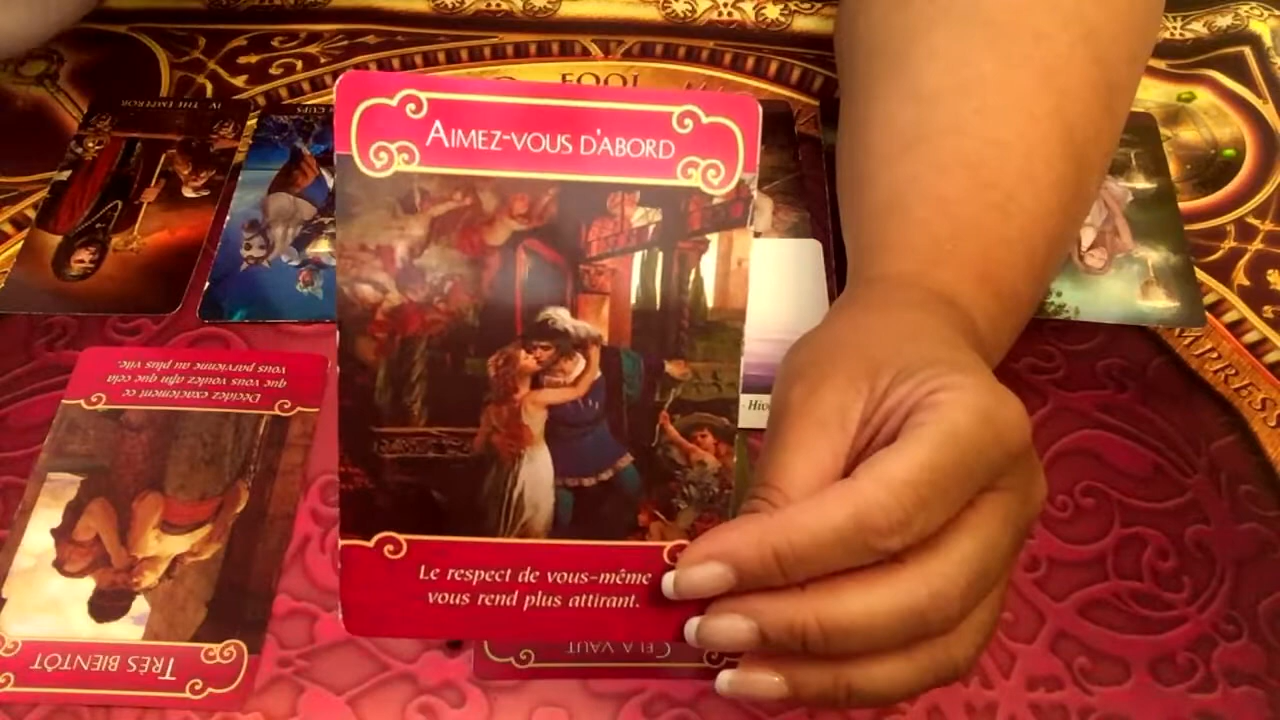 FOOL
IV. THE EMPEROR
CUPS
AIMEZ-VOUS D'ABORD
Le respect de vous-même
vous rend plus attirant.
Décidez exactement ce
que vous voulez afin que cela
vous parvienne au plus vite.
TRÈS BIENTÔT
CELA VAUT